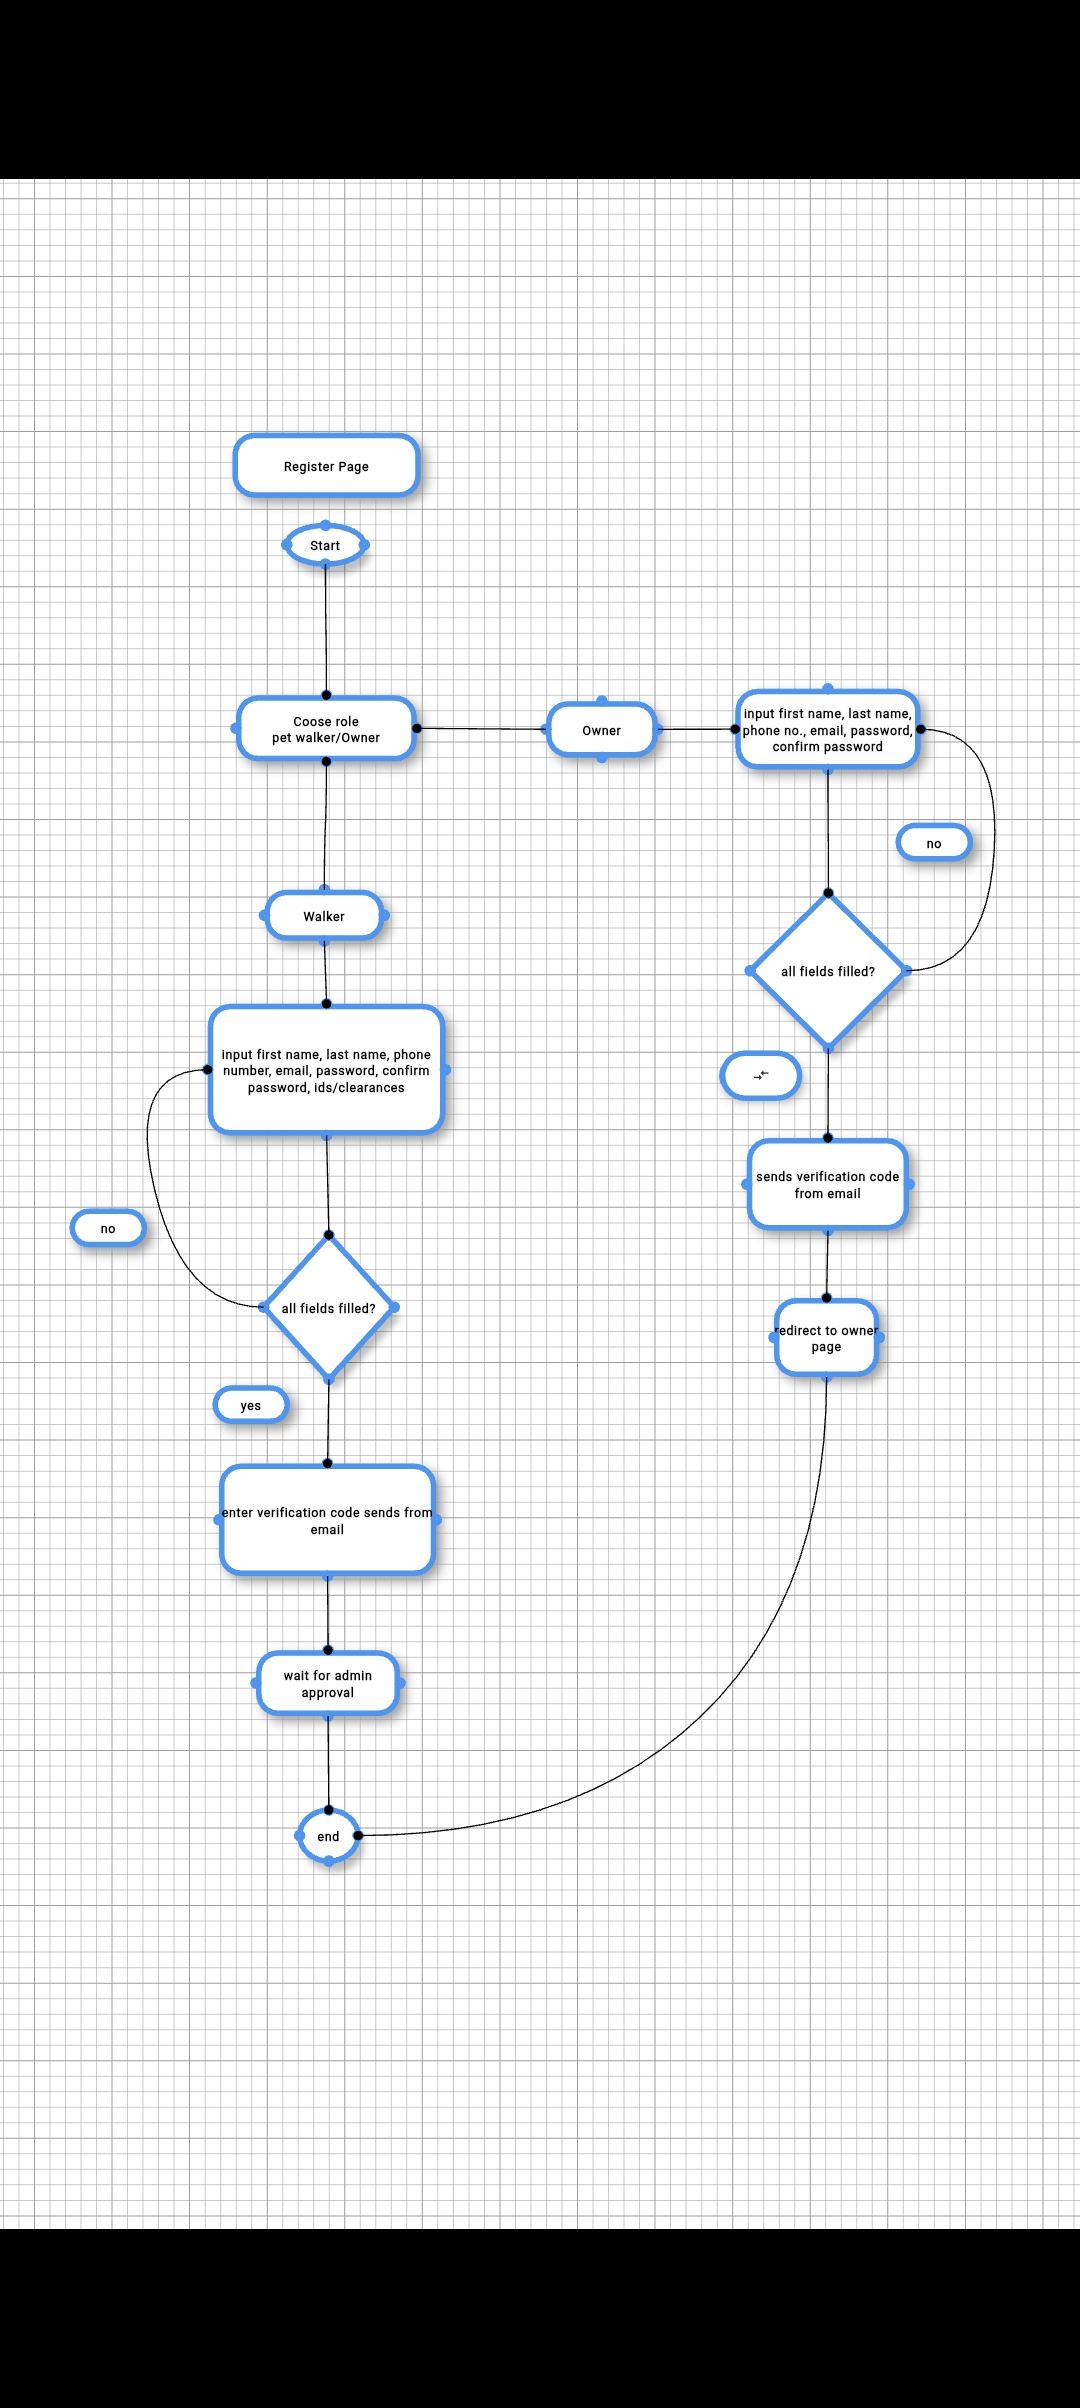 Register Page
Start
Coose role
pet walker/Owner
Owner
input first name, last name,
phone no., email, password,
confirm password
no
Walker
all fields filled?
input first name, last name, phone
number, email, password, confirm
password, ids/clearances
sends verification code
from email
no
all fields filled?
redirect to owner
page
yes
enter verification code sends from
email
wait for admin
approval
end